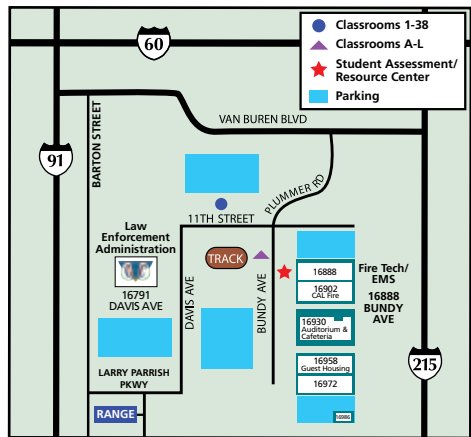 60
Classrooms 1-38
Classrooms A-L
Student Assessment/
Resource Center
Parking
VAN BUREN BLVD
91
BARTON STREET
PLUMMER RD
11TH STREET
Law
Enforcement
Administration
16791
DAVIS AVE
TRACK
DAVIS AVE
BUNDY AVE
16888
16902
CAL Fire
Fire Tech/
EMS
16888
BUNDY
AVE
16930
Auditorium &
Cafeteria
215
16958
Guest Housing
16972
LARRY PARRISH
PKWY
RANGE
16986